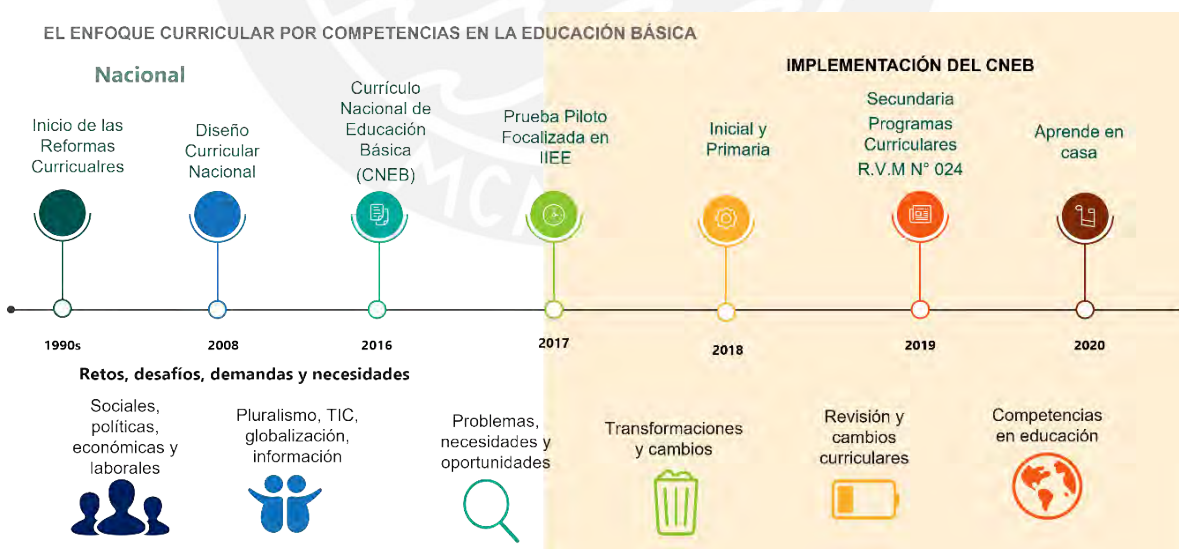 EL ENFOQUE CURRICULAR POR COMPETENCIAS EN LA EDUCACIÓN BÁSICA
Nacional
IMPLEMENTACIÓN DEL CNEB
Inicio de las
Reformas
Curricualres
Diseño
Curricular
Nacional
Currículo
Nacional de
Educación
Básica
(CNEB)
Prueba Piloto
Focalizada en
IIEE
Inicial y
Primaria
Secundaria
Programas
Curriculares
R.V.M N° 024
Aprende en
casa
1990s
2008
2016
2017
2018
2019
2020
Retos, desafíos, demandas y necesidades
Sociales,
políticas,
económicas y
laborales
Pluralismo, TIC,
globalización,
información
Problemas,
necesidades y
oportunidades
Transformaciones
y cambios
Revisión y
cambios
curriculares
Competencias
en educación